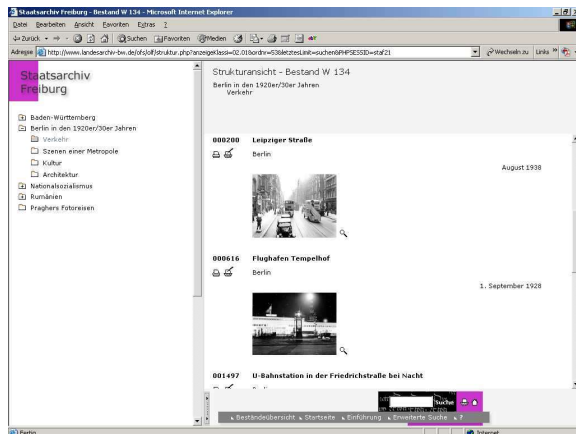 Staatsarchiv Freiburg - Bestand W 134 - Microsoft Internet Explorer
Datei Bearbeiten Ansicht Favoriten Extras ?
Zurück Suchen Favoriten Medien
Adresse http://www.landesarchiv-bw.de/ofs/olf/struktur.php?anzeigeKlassi=02.01&ordnr=53&letztesLimit=suchen&PHPSESSID=staf21 Wechseln zu Links »
Staatsarchiv
Freiburg
Baden-Württemberg
Berlin in den 1920er/30er Jahren
Verkehr
Szenen einer Metropole
Kultur
Architektur
Nationalsozialismus
Rumänien
Praghers Fotoreisen
Strukturansicht - Bestand W 134
Berlin in den 1920er/30er Jahren
Verkehr
000200 Leipziger Straße
Berlin
August 1938
000616 Flughafen Tempelhof
Berlin
1. September 1928
001497 U-Bahnstation in der Friedrichstraße bei Nacht
Suche
Beständeübersicht Startseite Einführung Erweiterte Suche ?
Berlin Internet